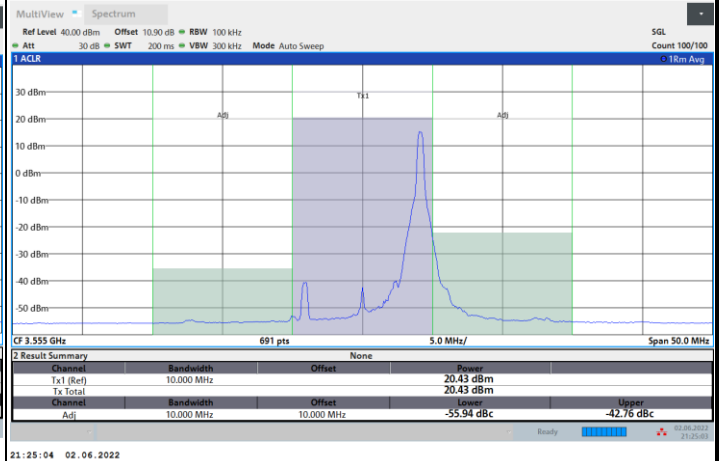 MultiView Spectrum
Ref Level 40.00 dBm Offset 10.90 dB RBW 100 kHz SGL
Att 30 dB SWT 200 ms VBW 300 kHz Mode Auto Sweep Count 100/100
1 ACLR 1Rm Avg
30 dBm
Tx1
20 dBm
Adj Adj
10 dBm
0 dBm
-10 dBm
-20 dBm
-30 dBm
-40 dBm
-50 dBm
CF 3.555 GHz 691 pts 5.0 MHz/ Span 50.0 MHz
2 Result Summary None
Channel Bandwidth Offset Power
Tx1 (Ref) 10.000 MHz 20.43 dBm
Tx Total 20.43 dBm
Channel Bandwidth Offset Lower Upper
Adj 10.000 MHz 10.000 MHz -55.94 dBc -42.76 dBc
Ready 02.06.2022
21:25:03
21:25:04 02.06.2022